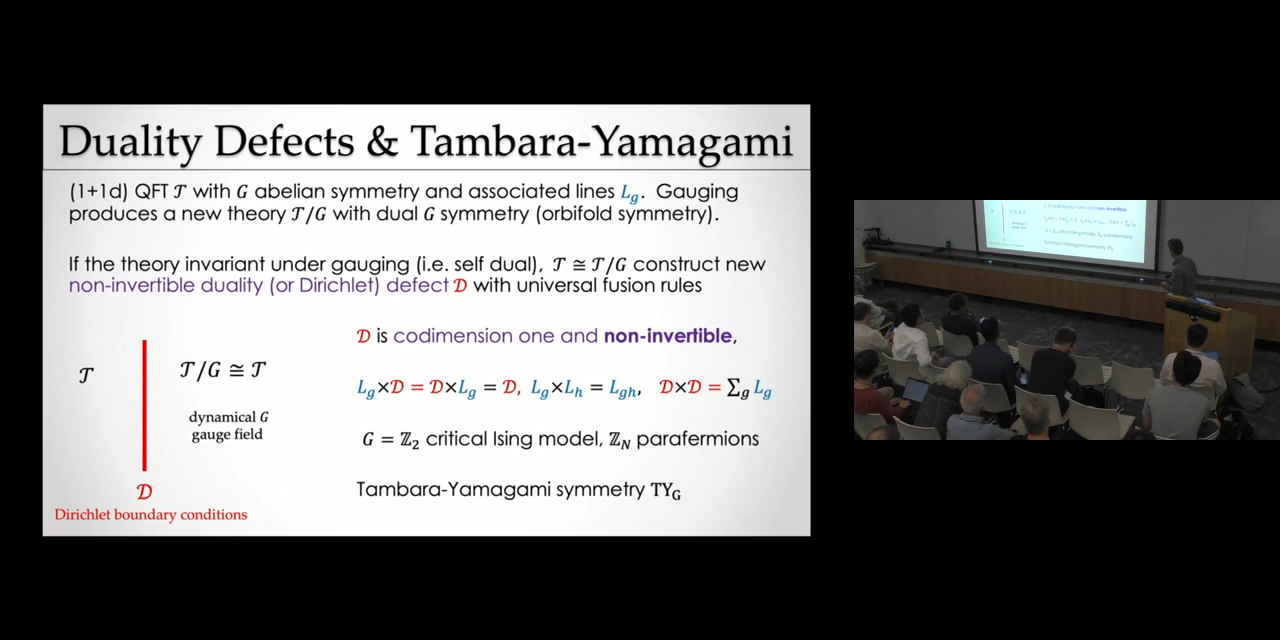 Duality Defects & Tambara-Yamagami
(1+1d) QFT 𝒯 with G abelian symmetry and associated lines L_g. Gauging
produces a new theory 𝒯/G with dual G symmetry (orbifold symmetry).
If the theory invariant under gauging (i.e. self dual), 𝒯 ≅ 𝒯/G construct new
non-invertible duality (or Dirichlet) defect 𝒟 with universal fusion rules
𝒯
𝒯/G ≅ 𝒯
dynamical G
gauge field
𝒟
Dirichlet boundary conditions
𝒟 is codimension one and non-invertible,
L_g×𝒟 = 𝒟×L_g = 𝒟, L_g×L_h = L_gh, 𝒟×𝒟 = ∑_g L_g
G = ℤ₂ critical Ising model, ℤ_N parafermions
Tambara-Yamagami symmetry TY_G